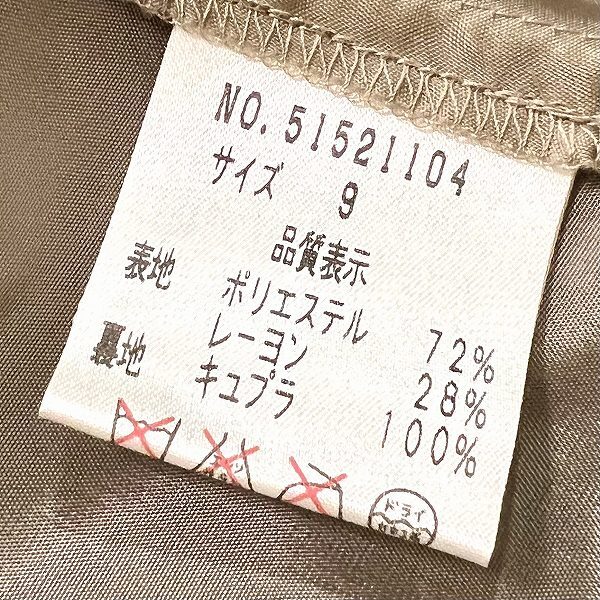 NO.51521104
サイズ 9
品質表示
表地 ポリエステル 72%
レーヨン 28%
裏地 キュプラ 100%
ドライ